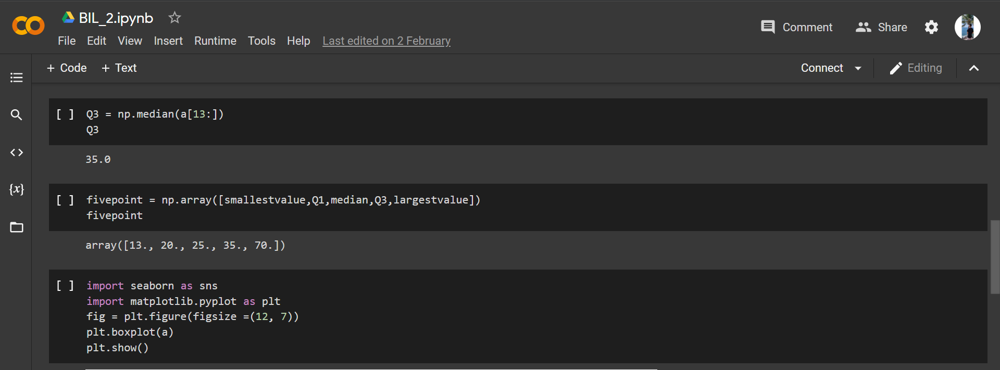 BIL_2.ipynb
File Edit View Insert Runtime Tools Help Last edited on 2 February
Comment Share
+ Code + Text
Connect Editing
[ ] Q3 = np.median(a[13:])
Q3
35.0
[ ] fivepoint = np.array([smallestvalue,Q1,median,Q3,largestvalue])
fivepoint
array([13., 20., 25., 35., 70.])
[ ] import seaborn as sns
import matplotlib.pyplot as plt
fig = plt.figure(figsize =(12, 7))
plt.boxplot(a)
plt.show()
{x}